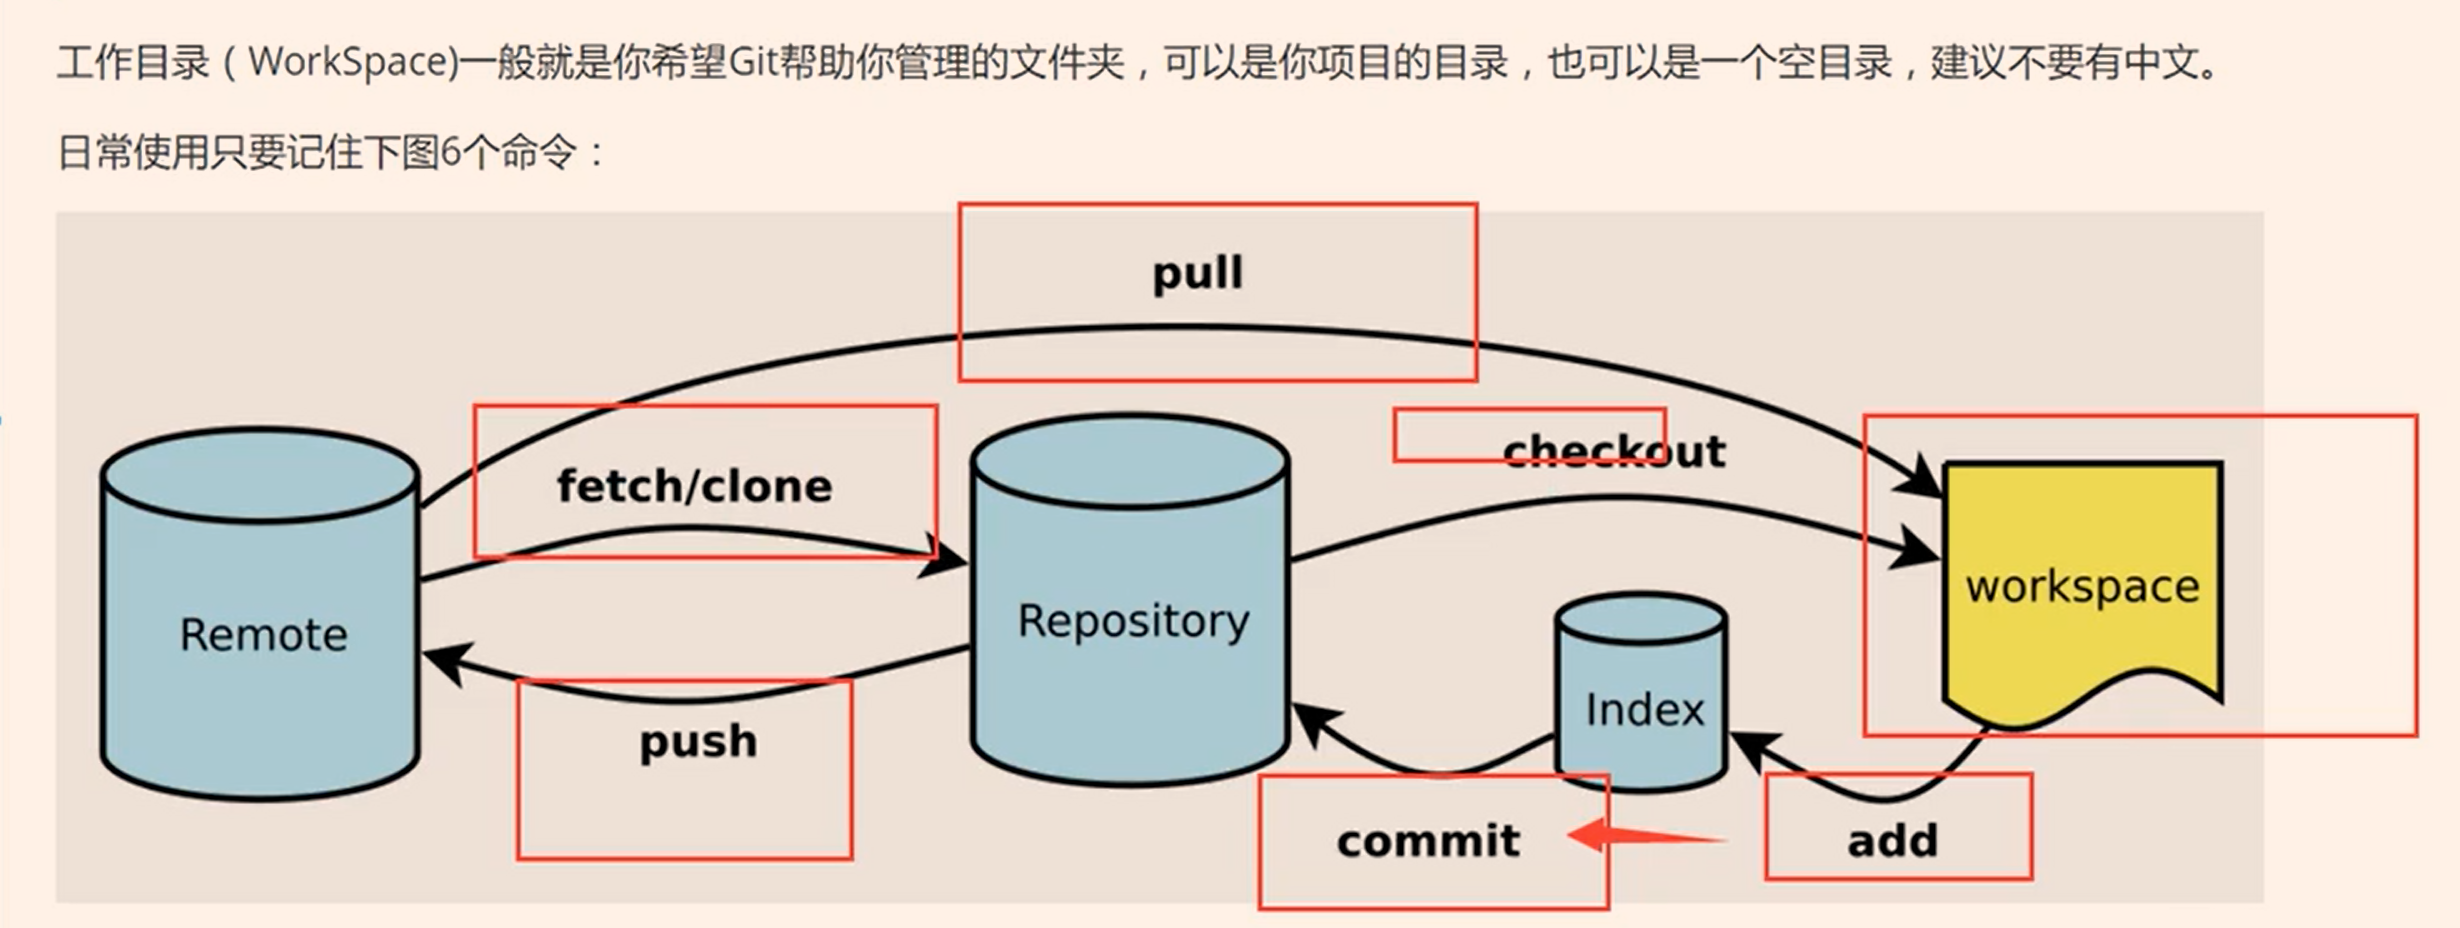 工作目录（WorkSpace)一般就是你希望Git帮助你管理的文件夹，可以是你项目的目录，也可以是一个空目录，建议不要有中文。
日常使用只要记住下图6个命令：
pull
fetch/clone
checkout
Remote
Repository
workspace
Index
push
commit
add